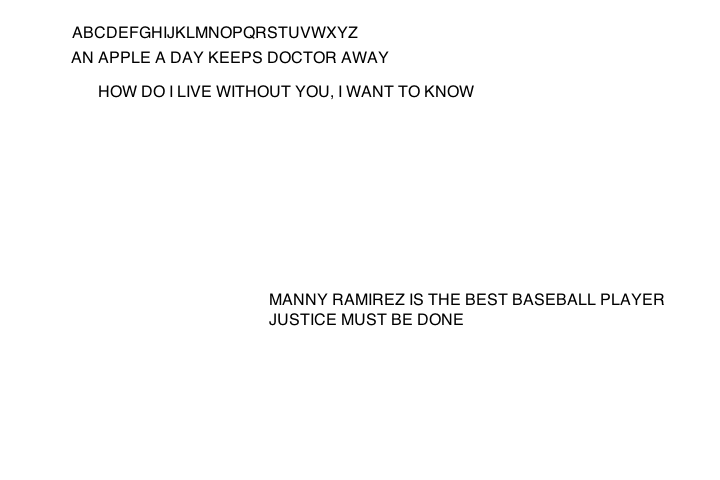 ABCDEFGHIJKLMNOPQRSTUVWXYZ
AN APPLE A DAY KEEPS DOCTOR AWAY
HOW DO I LIVE WITHOUT YOU, I WANT TO KNOW
MANNY RAMIREZ IS THE BEST BASEBALL PLAYER
JUSTICE MUST BE DONE